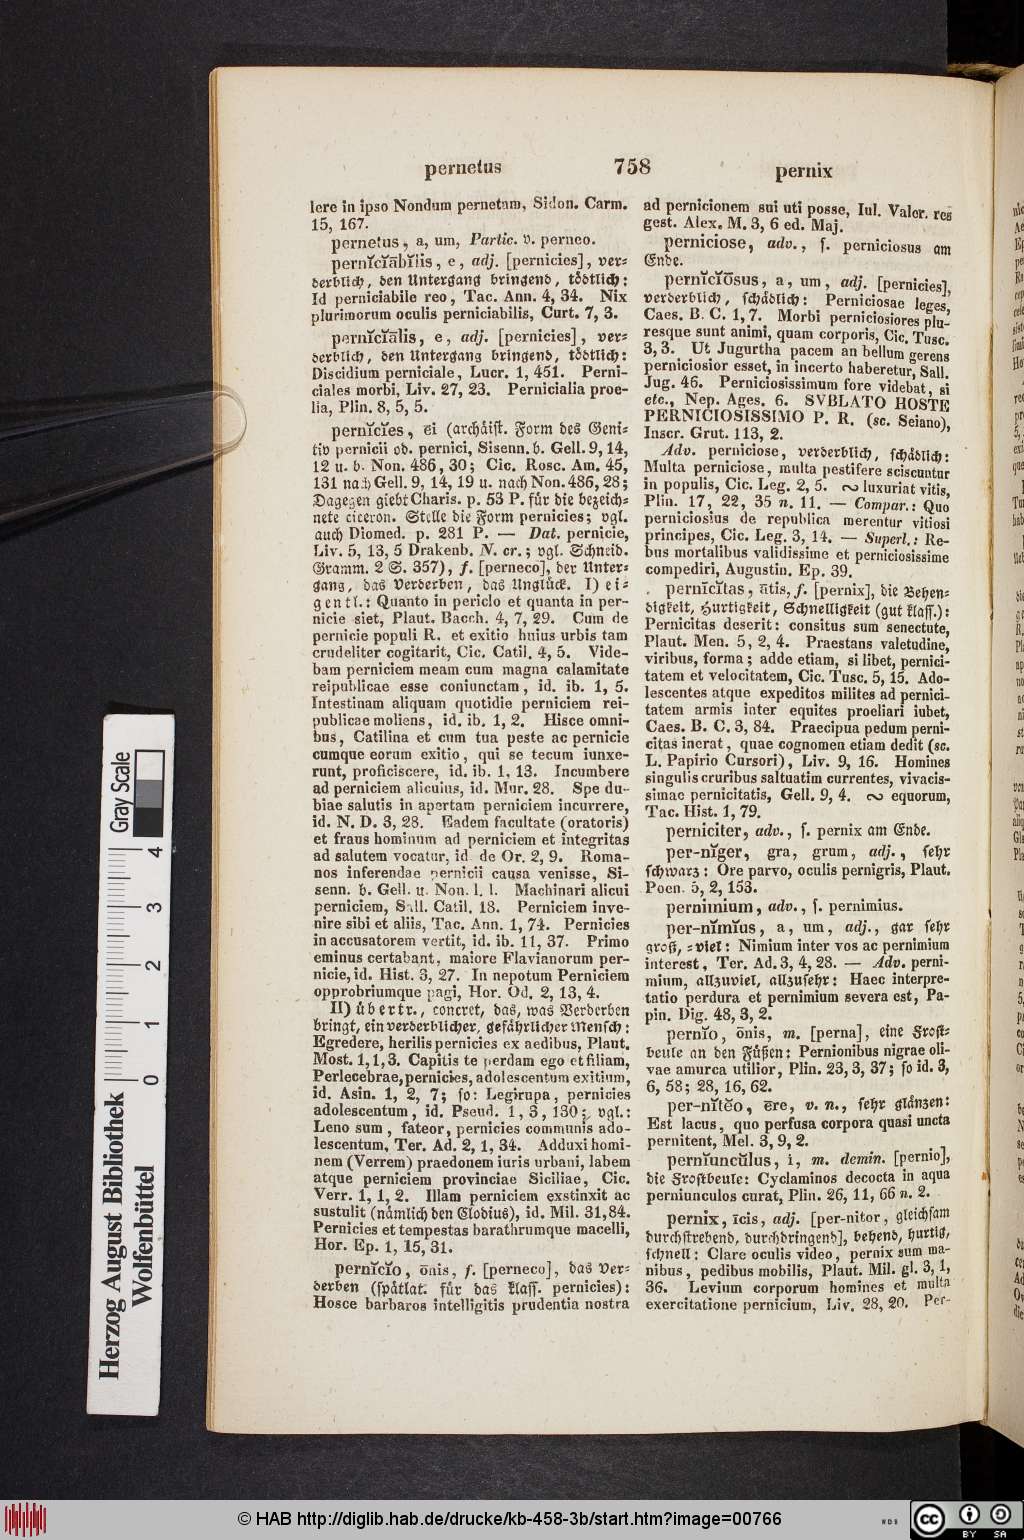 pernetus 758 pernix
lere in ipso Nondum pernetam, Sidon. Carm.
15, 167.
pernetus, a, um, Partic. v. perneo.
pernĭcĭābĭlis, e, adj. [pernicies], ver=
derblich, den Untergang bringend, tödtlich:
Id perniciabile reo, Tac. Ann. 4, 34. Nix
plurimorum oculis perniciabilis, Curt. 7, 3.
pernĭcĭālis, e, adj. [pernicies], ver=
derblich, den Untergang bringend, tödtlich:
Discidium perniciale, Lucr. 1, 451. Perni-
ciales morbi, Liv. 27, 23. Pernicialia proe-
lia, Plin. 8, 5, 5.
pernĭcĭes, ēi (archäist. Form des Geni=
tiv pernicii od. pernici, Sisenn. b. Gell. 9, 14,
12 u. b. Non. 486, 30; Cic. Rosc. Am. 45,
131 nach Gell. 9, 14, 19 u. nach Non. 486, 28;
Dagegen giebt Charis. p. 53 P. für die bezeich=
nete ciceron. Stelle die Form pernicies; vgl.
auch Diomed. p. 281 P. — Dat. pernicie,
Liv. 5, 13, 5 Drakenb. N. cr.; vgl. Schneid.
Gramm. 2 S. 357), f. [perneco], der Unter=
gang, das Verderben, das Unglück. I) ei=
gentl.: Quanto in periclo et quanta in per-
nicie siet, Plaut. Bacch. 4, 7, 29. Cum de
pernicie populi R. et exitio huius urbis tam
crudeliter cogitarit, Cic. Catil. 4, 5. Vide-
bam perniciem meam cum magna calamitate
reipublicae esse coniunctam, id. ib. 1, 5.
Intestinam aliquam quotidie perniciem rei-
publicae moliens, id. ib. 1, 2. Hisce omni-
bus, Catilina et cum tua peste ac pernicie
cumque eorum exitio, qui se tecum iunxe-
runt, proficiscere, id. ib. 1, 13. Incumbere
ad perniciem alicuius, id. Mur. 28. Spe du-
biae salutis in apertam perniciem incurrere,
id. N. D. 3, 28. Eadem facultate (oratoris)
et fraus hominum ad perniciem et integritas
ad salutem vocatur, id. de Or. 2, 9. Roma-
nos inferendae pernicii causa venisse, Si-
senn. b. Gell. u. Non. l. l. Machinari alicui
perniciem, Sall. Catil. 18. Perniciem inve-
nire sibi et aliis, Tac. Ann. 1, 74. Pernicies
in accusatorem vertit, id. ib. 11, 37. Primo
eminus certabant, maiore Flavianorum per-
nicie, id. Hist. 3, 27. In nepotum Perniciem
opprobriumque pagi, Hor. Od. 2, 13, 4.
II) übertr., concret, das, was Verderben
bringt, ein verderblicher, gefährlicher Mensch:
Egredere, herilis pernicies ex aedibus, Plaut.
Most. 1, 1, 3. Capitis te perdam ego et filiam,
Perlecebrae, pernicies, adolescentum exitium,
id. Asin. 1, 2, 7; so: Legirupa, pernicies
adolescentum, id. Pseud. 1, 3, 130; vgl.:
Leno sum, fateor, pernicies communis ado-
lescentum, Ter. Ad. 2, 1, 34. Adduxi homi-
nem (Verrem) praedonem iuris urbani, labem
atque perniciem provinciae Siciliae, Cic.
Verr. 1, 1, 2. Illam perniciem exstinxit ac
sustulit (nämlich den Clodius), id. Mil. 31, 84.
Pernicies et tempestas barathrumque macelli,
Hor. Ep. 1, 15, 31.
pernĭcĭo, ōnis, f. [perneco], das Ver=
derben (spätlat. für das klass. pernicies):
Hosce barbaros intelligitis prudentia nostra
ad pernicionem sui uti posse, Iul. Valer. res
gest. Alex. M. 3, 6 ed. Maj.
perniciose, adv., s. perniciosus am
Ende.
pernĭcĭōsus, a, um, adj. [pernicies],
verderblich, schädlich: Perniciosae leges,
Caes. B. C. 1, 7. Morbi perniciosiores plu-
resque sunt animi, quam corporis, Cic. Tusc.
3, 3. Ut Jugurtha pacem an bellum gerens
perniciosior esset, in incerto haberetur, Sall.
Jug. 46. Perniciosissimum fore videbat, si
etc., Nep. Ages. 6. SVBLATO HOSTE
PERNICIOSISSIMO P. R. (sc. Seiano),
Inscr. Grut. 113, 2.
Adv. perniciose, verderblich, schädlich:
Multa perniciose, multa pestifere sciscuntur
in populis, Cic. Leg. 2, 5. ∾ luxuriat vitis,
Plin. 17, 22, 35 n. 11. — Compar.: Quo
perniciosius de republica merentur vitiosi
principes, Cic. Leg. 3, 14. — Superl.: Re-
bus mortalibus validissime et perniciosissime
compediri, Augustin. Ep. 39.
pernīcĭtas, ātis, f. [pernix], die Behen=
digkeit, Hurtigkeit, Schnelligkeit (gut klass.):
Pernicitas deserit: consitus sum senectute,
Plaut. Men. 5, 2, 4. Praestans valetudine,
viribus, forma; adde etiam, si libet, pernici-
tatem et velocitatem, Cic. Tusc. 5, 15. Ado-
lescentes atque expeditos milites ad pernici-
tatem armis inter equites proeliari iubet,
Caes. B. C. 3, 84. Praecipua pedum perni-
citas inerat, quae cognomen etiam dedit (sc.
L. Papirio Cursori), Liv. 9, 16. Homines
singulis cruribus saltuatim currentes, vivacis-
simae pernicitatis, Gell. 9, 4. ∾ equorum,
Tac. Hist. 1, 79.
perniciter, adv., s. pernix am Ende.
per-nĭger, gra, grum, adj., sehr
schwarz: Ore parvo, oculis pernigris, Plaut.
Poen. 5, 2, 153.
pernimium, adv., s. pernimius.
per-nĭmĭus, a, um, adj., gar sehr
groß, =viel: Nimium inter vos ac pernimium
interest, Ter. Ad. 3, 4, 28. — Adv. perni-
mium, allzuviel, allzusehr: Haec interpre-
tatio perdura et pernimium severa est, Pa-
pin. Dig. 48, 3, 2.
pernĭo, ōnis, m. [perna], eine Frost=
beule an den Füßen: Pernionibus nigrae oli-
vae amurca utilior, Plin. 23, 3, 37; so id. 3,
6, 58; 28, 16, 62.
per-nĭtĕo, ēre, v. n., sehr glänzen:
Est lacus, quo perfusa corpora quasi uncta
pernitent, Mel. 3, 9, 2.
pernĭuncŭlus, i, m. demin. [pernio],
die Frostbeule: Cyclaminos decocta in aqua
perniunculos curat, Plin. 26, 11, 66 n. 2.
pernix, īcis, adj. [per-nitor, gleichsam
durchstrebend, durchdringend], behend, hurtig,
schnell: Clare oculis video, pernix sum ma-
nibus, pedibus mobilis, Plaut. Mil. gl. 3, 1,
36. Levium corporum homines et multa
exercitatione pernicium, Liv. 28, 20. Per-
Herzog August Bibliothek
Wolfenbüttel
0 1 2 3 4
Gray Scale
© HAB http://diglib.hab.de/drucke/kb-458-3b/start.htm?image=00766
WDB
cc BY SA